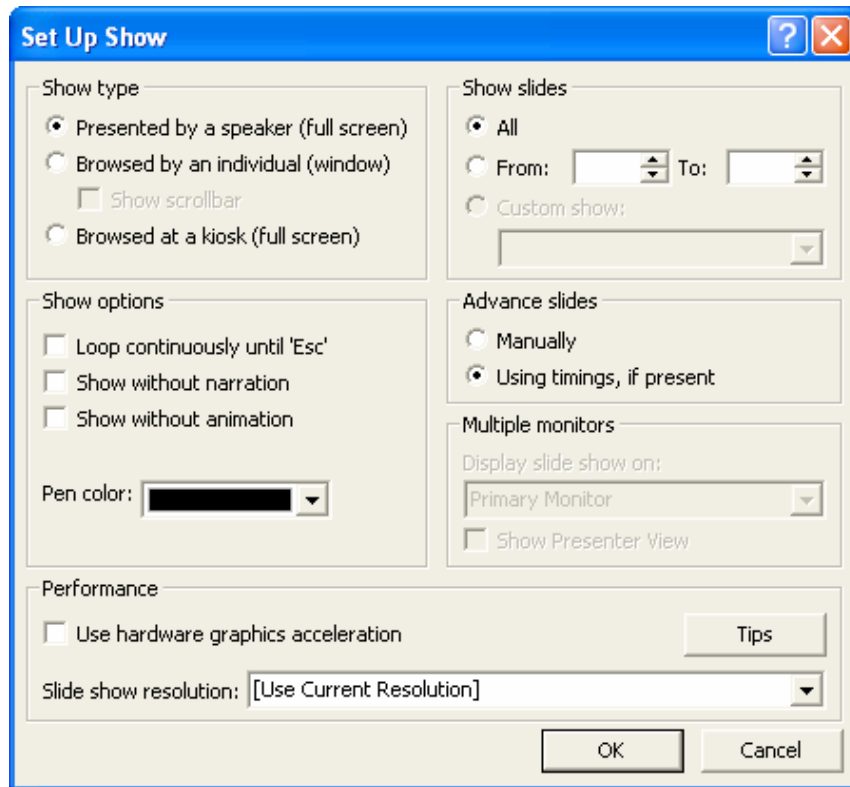 Set Up Show
Show type
Presented by a speaker (full screen)
Browsed by an individual (window)
Show scrollbar
Browsed at a kiosk (full screen)
Show slides
All
From: To:
Custom show:
Show options
Loop continuously until 'Esc'
Show without narration
Show without animation
Pen color:
Advance slides
Manually
Using timings, if present
Multiple monitors
Display slide show on:
Primary Monitor
Show Presenter View
Performance
Use hardware graphics acceleration
Tips
Slide show resolution: [Use Current Resolution]
OK Cancel